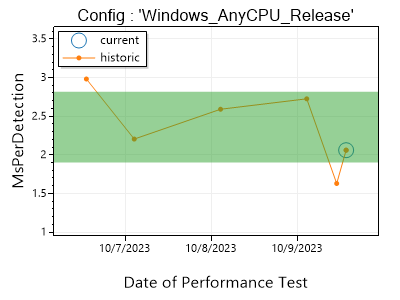 Config : 'Windows_AnyCPU_Release'
current
historic
MsPerDetection
3.5
3
2.5
2
1.5
1
10/7/2023 10/8/2023 10/9/2023
Date of Performance Test